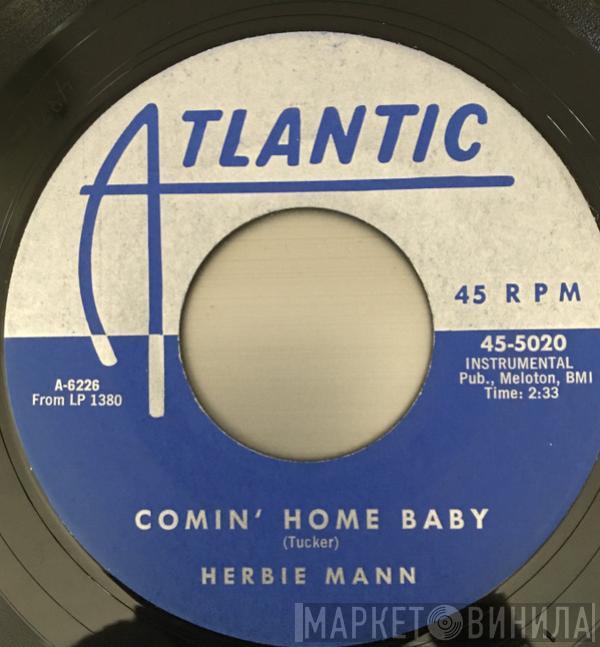 ATLANTIC
45 RPM
45-5020
INSTRUMENTAL
Pub., Meloton, BMI
Time: 2:33
A-6226
From LP 1380
COMIN' HOME BABY
(Tucker)
HERBIE MANN
МАРКЕТ ВИНИЛА